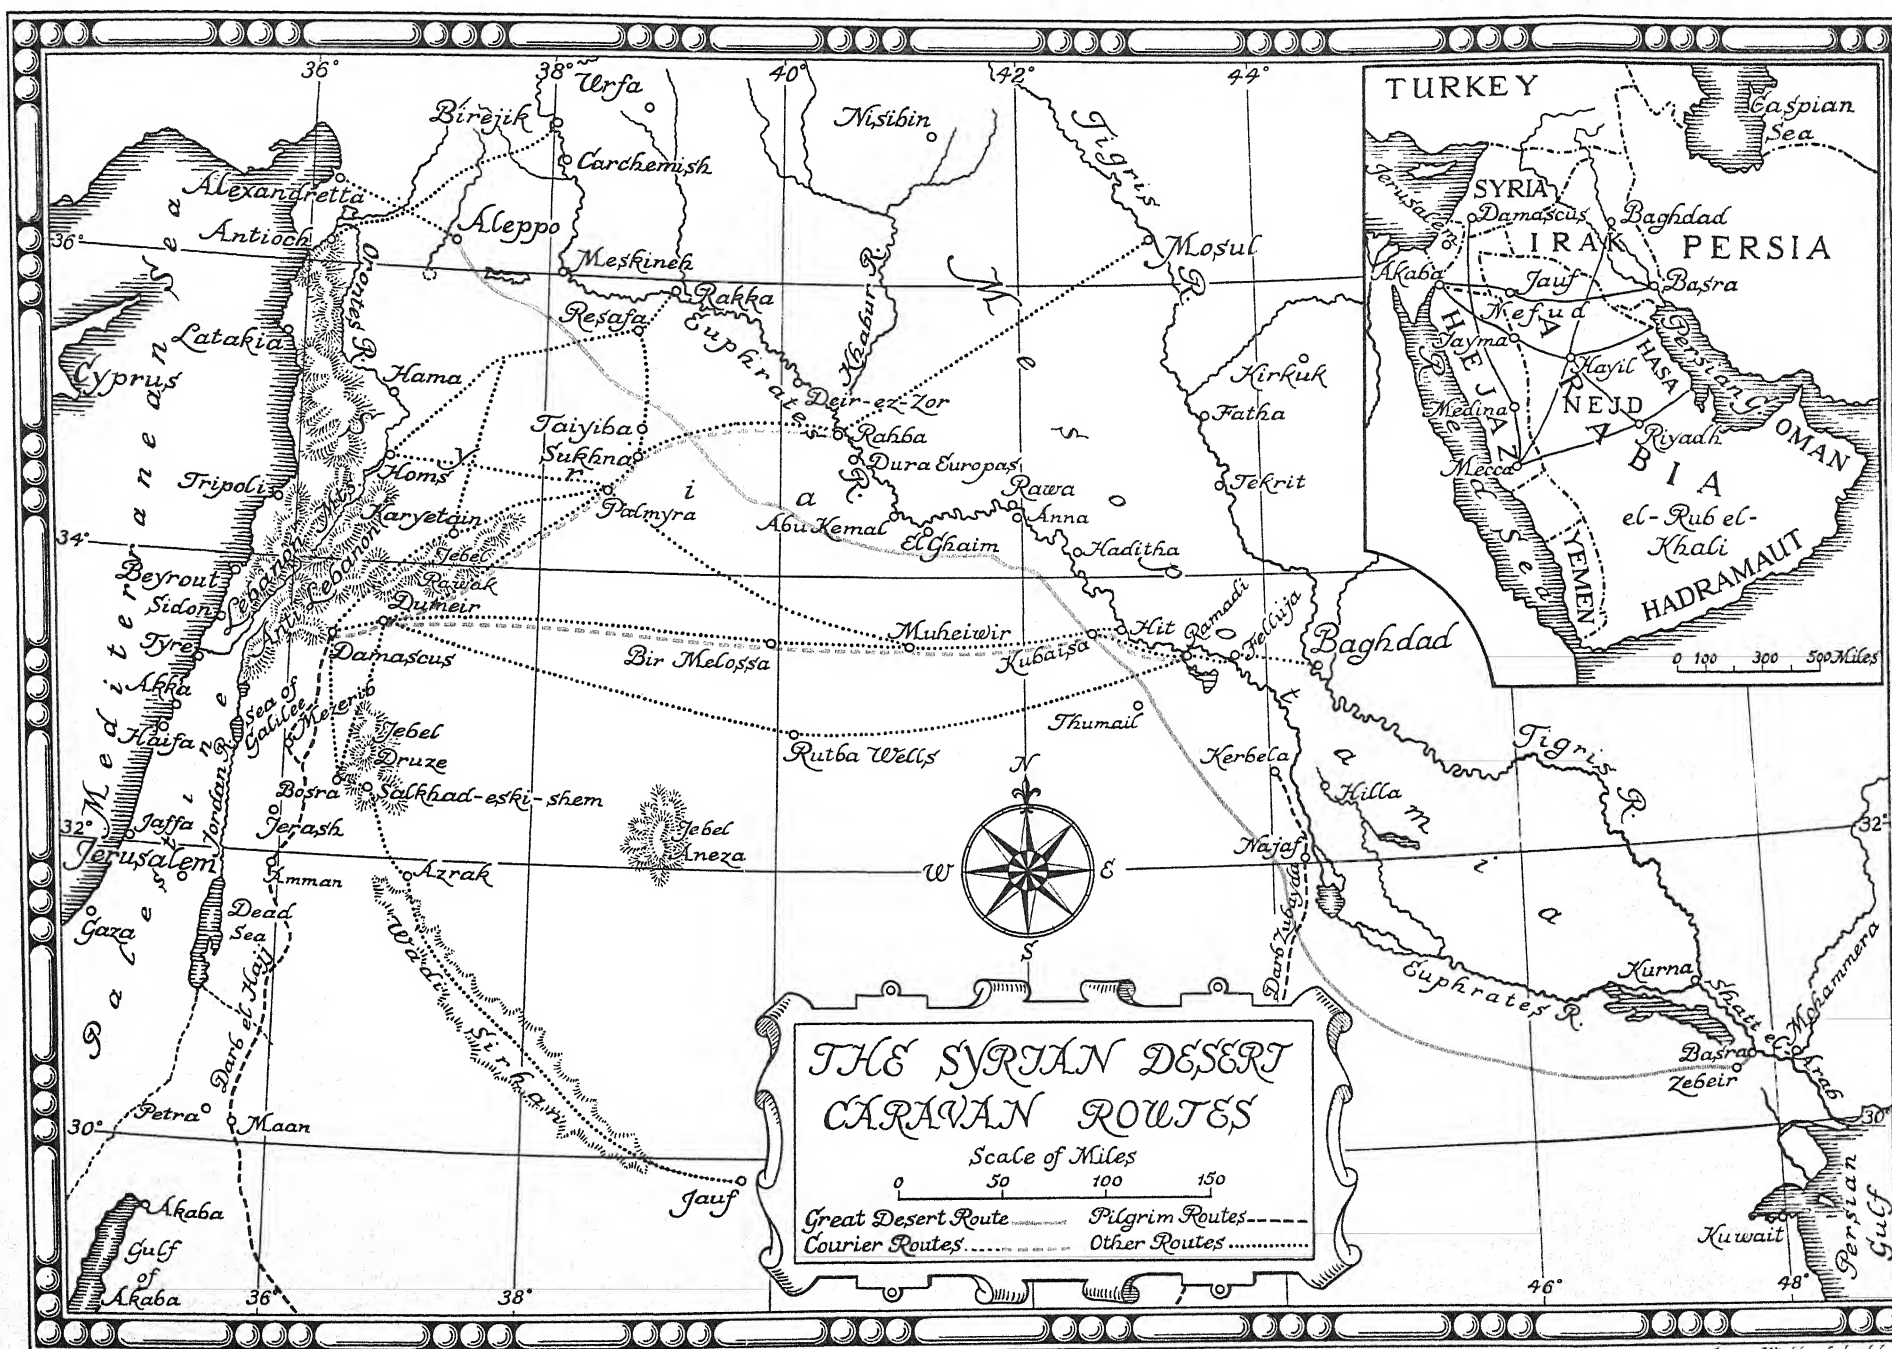 36°
38°
40°
42°
44°
Urfa
Birejik
Nisibin
Carchemish
Tigris
R.
Alexandretta
Aleppo
Antioch
36°
Meskineh
Mosul
Orontes R.
Rakka
Resafa
Khabur R.
Euphrates
R.
Latakia
Hama
Kirkuk
Cyprus
Deir-ez-Zor
Fatha
Taiyiba
Rahba
Sukhna
Dura Europas
Homs
Tripoli
Palmyra
Rawa
Tekrit
Karyetain
Abu Kemal
Anna
El Ghaim
34°
Jebel
Rawak
Haditha
Lebanon Mts
Anti Lebanon
Beyrout
Sidon
Dumeir
Tyre
Damascus
Bir Melossa
Muheiwir
Kubaisa
Hit
Ramadi
Felluja
Baghdad
Akka
Haifa
Sea of
Galilee
Mezerib
Jebel
Druze
Thumail
Rutba Wells
Kerbela
Tigris R.
Bosra
Salkhad-eski-shem
Hilla
Jordan R.
32°
Jaffa
Jerash
Jebel
Aneza
32°
Jerusalem
Amman
Azrak
Najaf
N
W
E
S
Gaza
Dead
Sea
Darb Zubayda
Wadi
Sirhan
Darb el Hajj
Euphrates R.
Kurna
Shatt el Arab
Mohammera
Basra
Zebeir
Petra
Maan
30°
30°
Jauf
Akaba
Gulf
of
Akaba
Kuwait
Persian
Gulf
36°
38°
46°
48°
Mediterranean Sea
Palestine
Syria
Mesopotamia
THE SYRIAN DESERT
CARAVAN ROUTES
Scale of Miles
0 50 100 150
Great Desert Route
Pilgrim Routes
Courier Routes
Other Routes
TURKEY
Caspian
Sea
Jerusalem
SYRIA
Damascus
Baghdad
IRAK
PERSIA
Akaba
Jauf
Basra
Nefud
Tayma
Hayil
HASA
Persian G.
HEJAZ
Medina
NEJD
Riyadh
OMAN
Mecca
ARABIA
Red Sea
el-Rub el-
Khali
YEMEN
HADRAMAUT
0 100 300 500 Miles